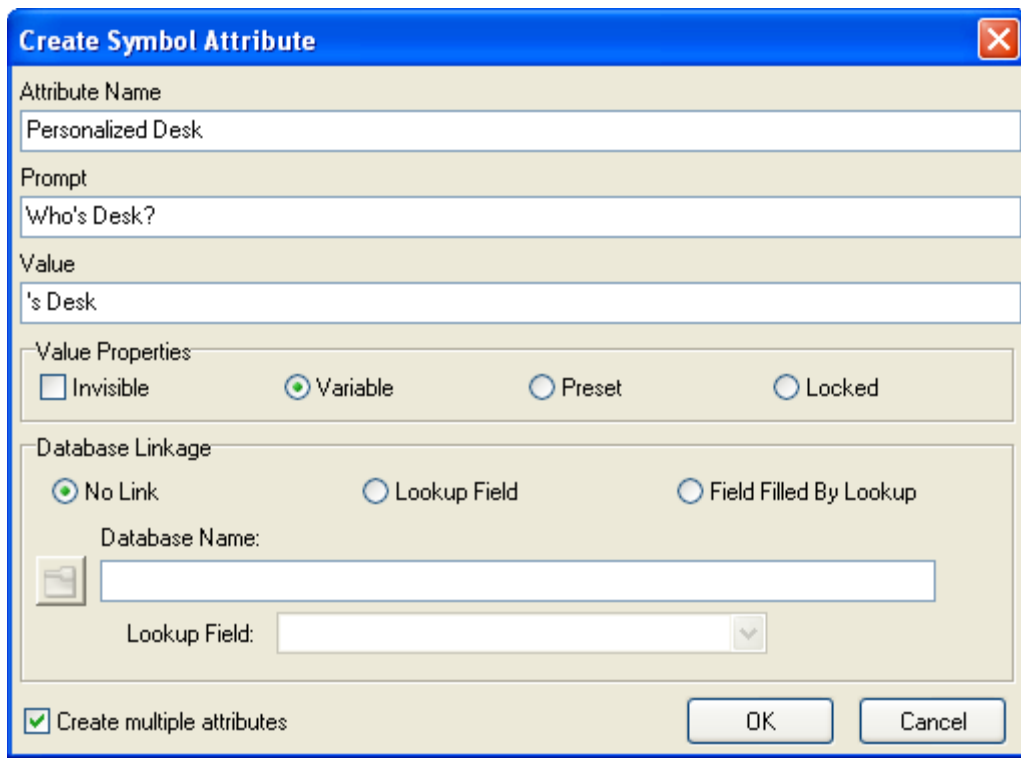 Create Symbol Attribute
Attribute Name
Personalized Desk
Prompt
Who's Desk?
Value
's Desk
Value Properties
Invisible Variable Preset Locked
Database Linkage
No Link Lookup Field Field Filled By Lookup
Database Name:
Lookup Field:
Create multiple attributes OK Cancel